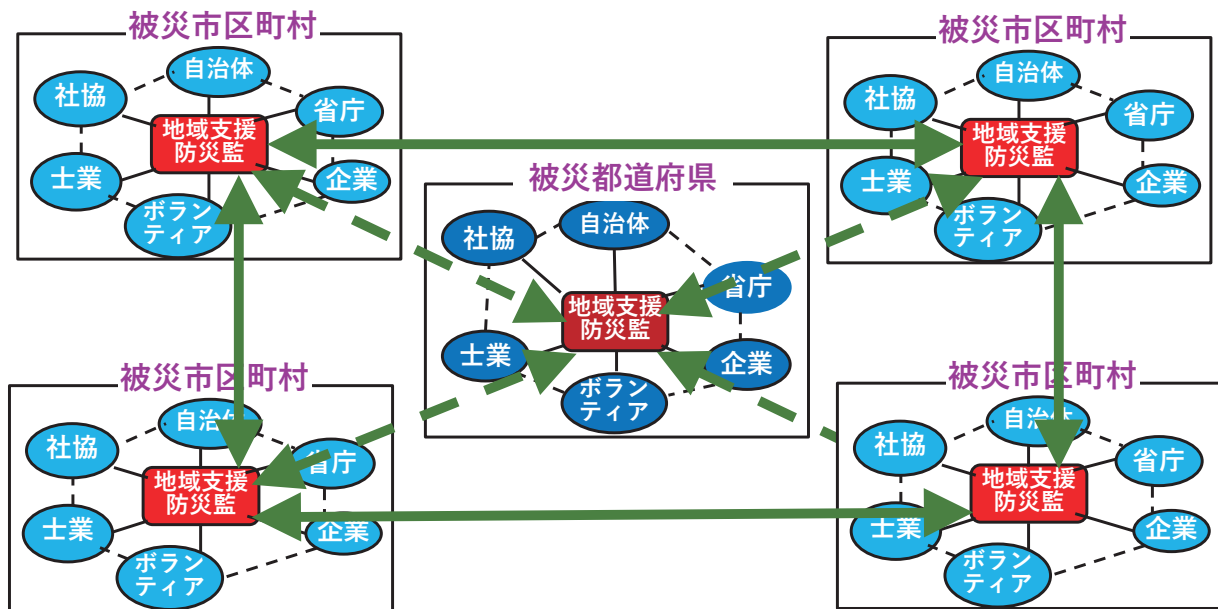 被災市区町村
自治体
社協
省庁
地域支援
防災監
士業
企業
ボラン
ティア
被災市区町村
自治体
社協
省庁
地域支援
防災監
士業
企業
ボラン
ティア
被災都道府県
自治体
社協
省庁
地域支援
防災監
士業
企業
ボラン
ティア
被災市区町村
自治体
社協
省庁
地域支援
防災監
士業
企業
ボラン
ティア
被災市区町村
自治体
社協
省庁
地域支援
防災監
士業
企業
ボラン
ティア